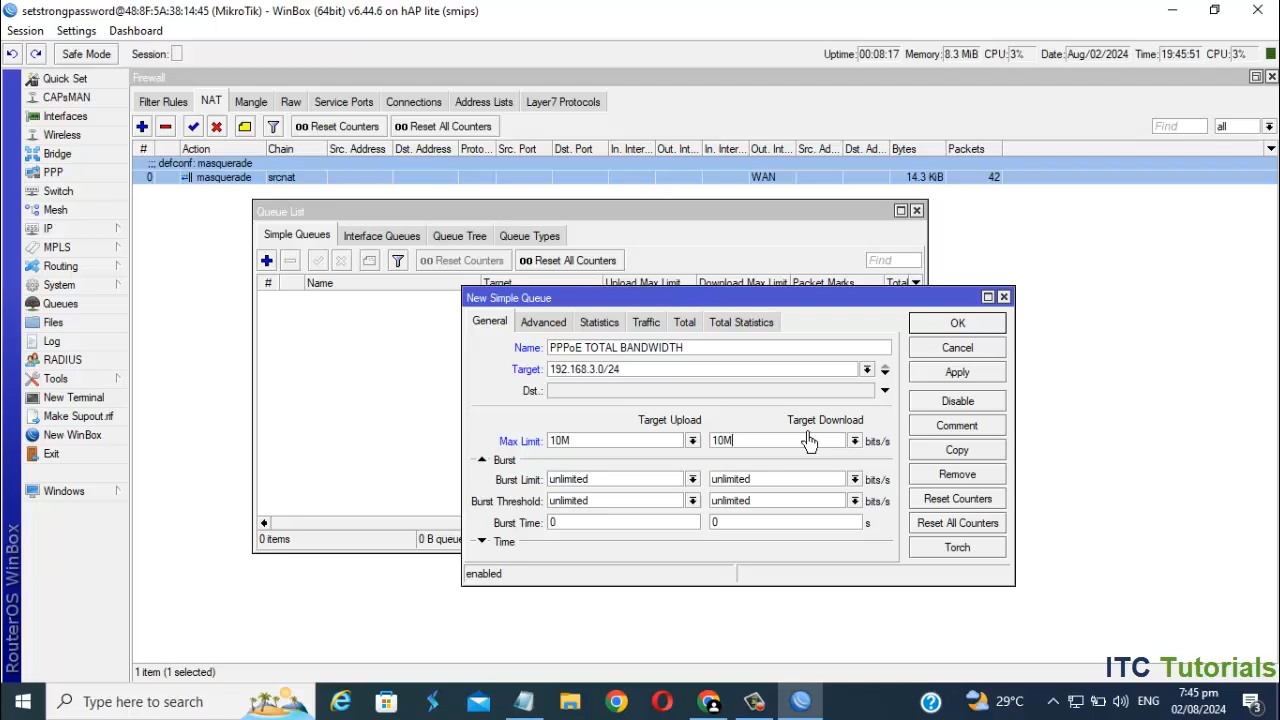 setstrongpassword@48:8F:5A:38:14:45 (MikroTik) - WinBox (64bit) v6.44.6 on hAP lite (smips)
Session Settings Dashboard
Safe Mode Session: Uptime: 00:08:17 Memory: 8.3 MiB CPU: 3% Date: Aug/02/2024 Time: 19:45:51 CPU: 3%
Quick Set
CAPsMAN
Interfaces
Wireless
Bridge
PPP
Switch
Mesh
IP
MPLS
Routing
System
Queues
Files
Log
RADIUS
Tools
New Terminal
Make Supout.rif
New WinBox
Exit
Windows
RouterOS WinBox
Firewall
Filter Rules NAT Mangle Raw Service Ports Connections Address Lists Layer7 Protocols
00 Reset Counters 00 Reset All Counters Find all
# Action Chain Src. Address Dst. Address Proto... Src. Port Dst. Port In. Inter... Out. Int... In. Inter... Out. Int... Src. Ad... Dst. Ad... Bytes Packets
;;; defconf: masquerade
0 masquerade srcnat WAN 14.3 KiB 42
Queue List
Simple Queues Interface Queues Queue Tree Queue Types
00 Reset Counters 00 Reset All Counters Find
# Name Target Upload Max Limit Download Max Limit Packet Marks Total
0 items 0 B queue
New Simple Queue
General Advanced Statistics Traffic Total Total Statistics
Name: PPPoE TOTAL BANDWIDTH
Target: 192.168.3.0/24
Dst.:
Target Upload Target Download
Max Limit: 10M 10M bits/s
Burst
Burst Limit: unlimited unlimited bits/s
Burst Threshold: unlimited unlimited bits/s
Burst Time: 0 0 s
Time
enabled
OK
Cancel
Apply
Disable
Comment
Copy
Remove
Reset Counters
Reset All Counters
Torch
1 item (1 selected)
ITC Tutorials
Type here to search 29°C ENG 7:45 pm
02/08/2024 3